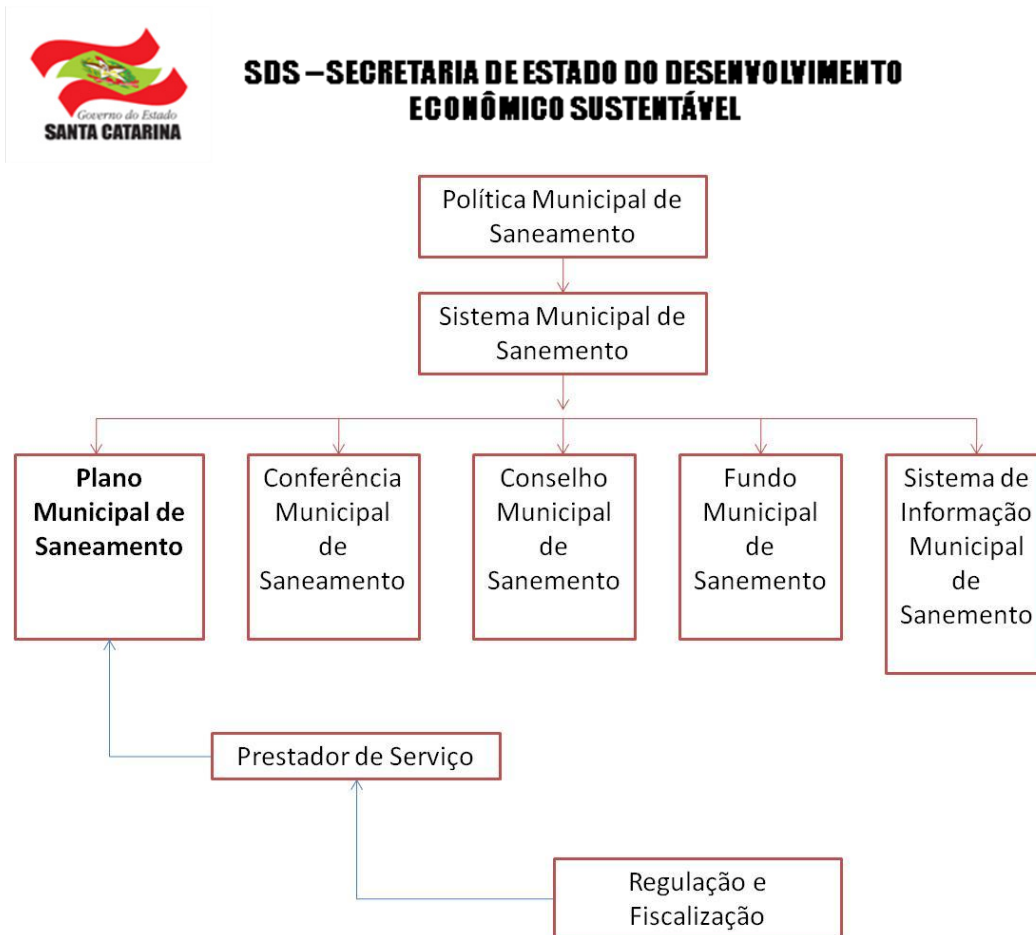 Governo do Estado
SANTA CATARINA
SDS – SECRETARIA DE ESTADO DO DESENVOLVIMENTO
ECONÔMICO SUSTENTÁVEL
Política Municipal de
Saneamento
Sistema Municipal de
Sanemento
Plano
Municipal de
Saneamento
Conferência
Municipal
de
Saneamento
Conselho
Municipal
de
Sanemento
Fundo
Municipal
de
Sanemento
Sistema de
Informação
Municipal
de
Sanemento
Prestador de Serviço
Regulação e
Fiscalização